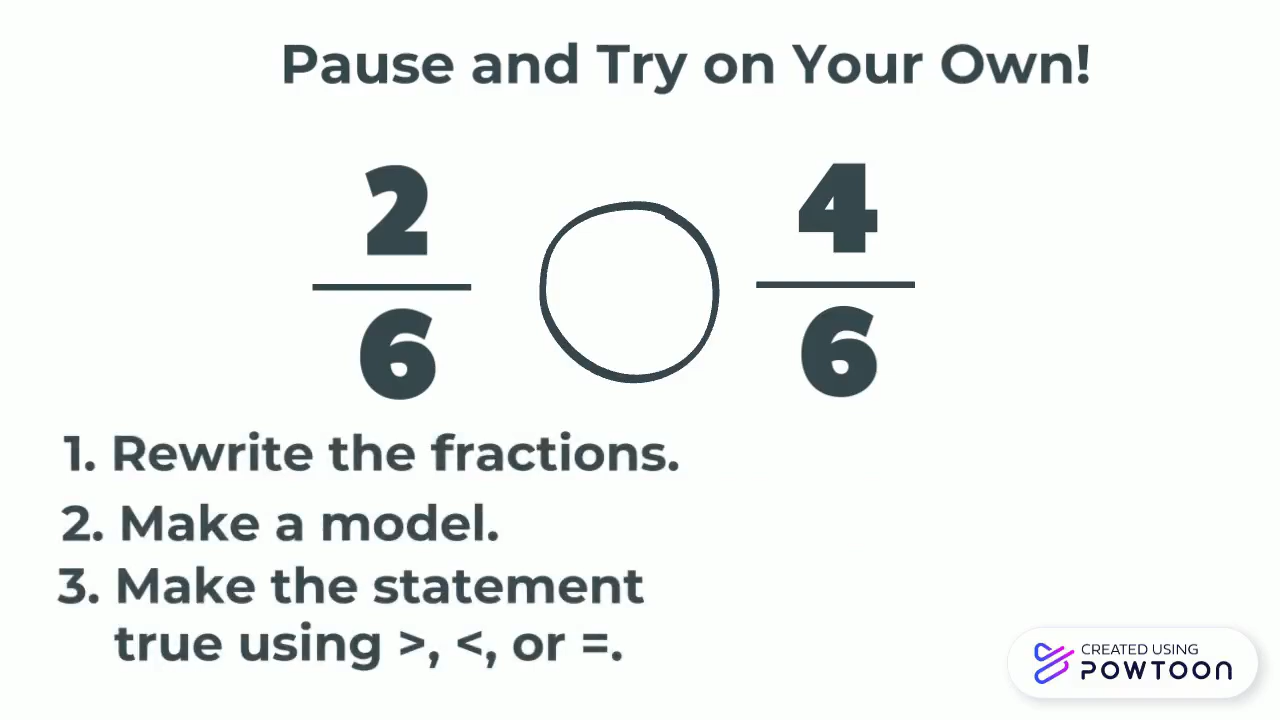 Pause and Try on Your Own!
2 4
6 6
1. Rewrite the fractions.
2. Make a model.
3. Make the statement
true using >, <, or =.
CREATED USING
POWTOON